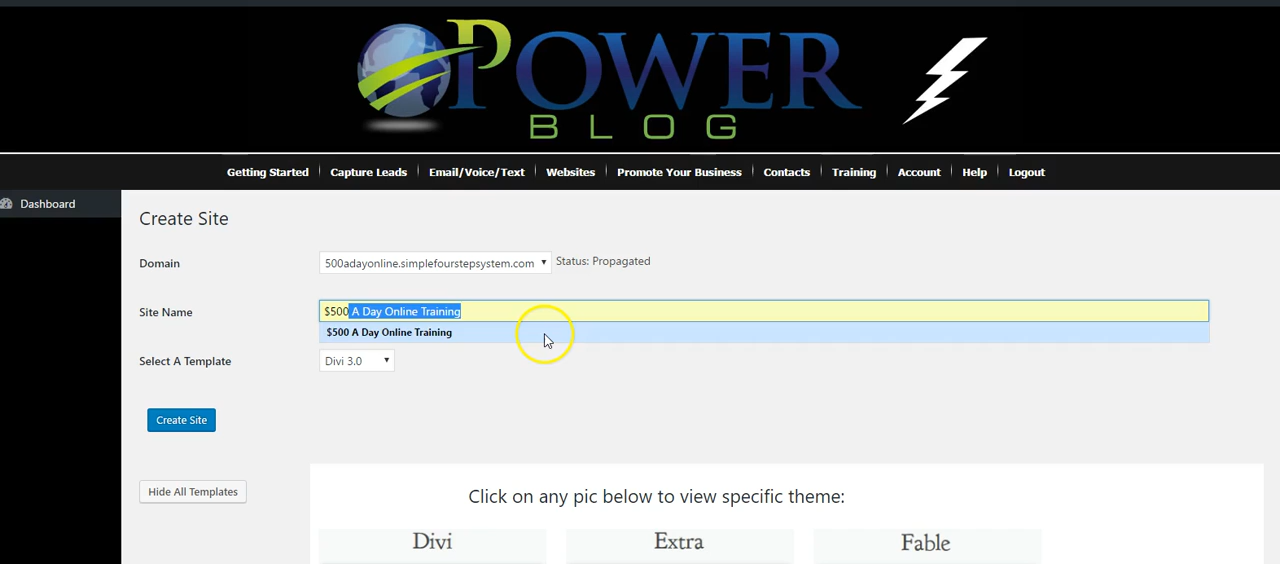 POWER
BLOG
Getting Started Capture Leads Email/Voice/Text Websites Promote Your Business Contacts Training Account Help Logout
Dashboard
Create Site
Domain 500adayonline.simplefourstepsystem.com Status: Propagated
Site Name $500 A Day Online Training
$500 A Day Online Training
Select A Template Divi 3.0
Create Site
Hide All Templates
Click on any pic below to view specific theme:
Divi Extra Fable